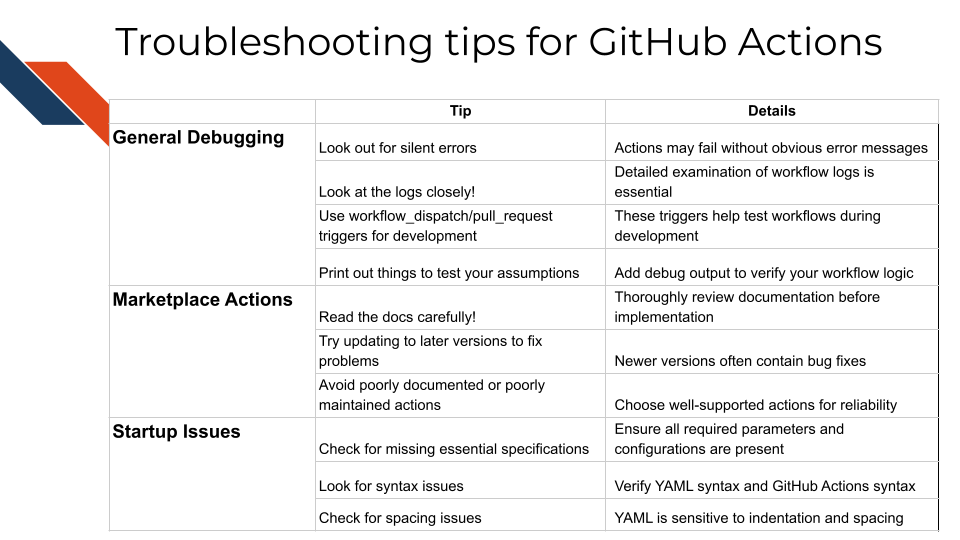 Troubleshooting tips for GitHub Actions
Tip
Details
General Debugging
Look out for silent errors
Actions may fail without obvious error messages
Look at the logs closely!
Detailed examination of workflow logs is
essential
Use workflow_dispatch/pull_request
triggers for development
These triggers help test workflows during
development
Print out things to test your assumptions
Add debug output to verify your workflow logic
Marketplace Actions
Read the docs carefully!
Thoroughly review documentation before
implementation
Try updating to later versions to fix
problems
Newer versions often contain bug fixes
Avoid poorly documented or poorly
maintained actions
Choose well-supported actions for reliability
Startup Issues
Check for missing essential specifications
Ensure all required parameters and
configurations are present
Look for syntax issues
Verify YAML syntax and GitHub Actions syntax
Check for spacing issues
YAML is sensitive to indentation and spacing